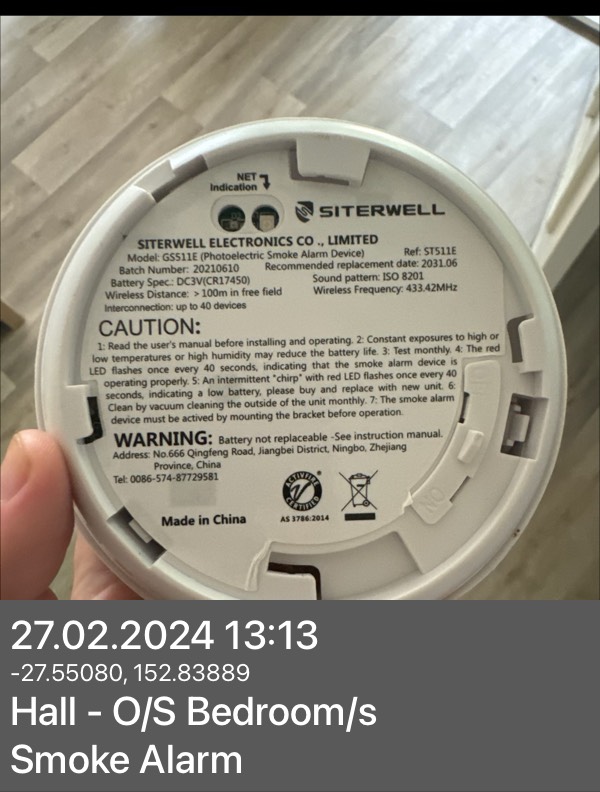 NET
Indication
SITERWELL
SITERWELL ELECTRONICS CO ., LIMITED
Model: GS511E (Photoelectric Smoke Alarm Device) Ref: ST511E
Batch Number: 20210610 Recommended replacement date: 2031.06
Battery Spec.: DC3V(CR17450) Sound pattern: ISO 8201
Wireless Distance: >100m in free field Wireless Frequency: 433.42MHz
Interconnection: up to 40 devices
CAUTION:
1: Read the user's manual before installing and operating. 2: Constant exposures to high or
low temperatures or high humidity may reduce the battery life. 3: Test monthly. 4: The red
LED flashes once every 40 seconds, indicating that the smoke alarm device is
operating properly. 5: An intermittent "chirp" with red LED flashes once every 40
seconds, indicating a low battery, please buy and replace with new unit. 6:
Clean by vacuum cleaning the outside of the unit monthly. 7: The smoke alarm
device must be actived by mounting the bracket before operation.
WARNING: Battery not replaceable -See instruction manual.
Address: No.666 Qingfeng Road, Jiangbei District, Ningbo, Zhejiang
Province, China
Tel: 0086-574-87729581
ACTIVFIRE
CERTIFIED
Made in China
AS 3786:2014
ON
27.02.2024 13:13
-27.55080, 152.83889
Hall - O/S Bedroom/s
Smoke Alarm